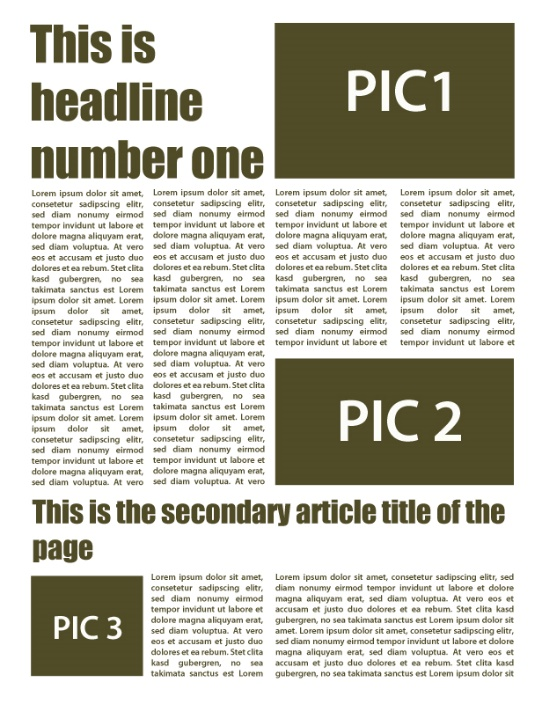 This is
headline
number one
PIC1
Lorem ipsum dolor sit amet,
consetetur sadipscing elitr,
sed diam nonumy eirmod
tempor invidunt ut labore et
dolore magna aliquyam erat,
sed diam voluptua. At vero
eos et accusam et justo duo
dolores et ea rebum. Stet clita
kasd gubergren, no sea
takimata sanctus est Lorem
ipsum dolor sit amet. Lorem
ipsum dolor sit amet,
consetetur sadipscing elitr,
sed diam nonumy eirmod
tempor invidunt ut labore et
dolore magna aliquyam erat,
sed diam voluptua. At vero
eos et accusam et justo duo
dolores et ea rebum. Stet clita
kasd gubergren, no sea
takimata sanctus est Lorem
ipsum dolor sit amet. Lorem
ipsum dolor sit amet,
consetetur sadipscing elitr,
sed diam nonumy eirmod
tempor invidunt ut labore et
dolore magna aliquyam erat,
sed diam voluptua. At vero
Lorem ipsum dolor sit amet,
consetetur sadipscing elitr,
sed diam nonumy eirmod
tempor invidunt ut labore et
dolore magna aliquyam erat,
sed diam voluptua. At vero
eos et accusam et justo duo
dolores et ea rebum. Stet clita
kasd gubergren, no sea
takimata sanctus est Lorem
ipsum dolor sit amet. Lorem
ipsum dolor sit amet,
consetetur sadipscing elitr,
sed diam nonumy eirmod
tempor invidunt ut labore et
dolore magna aliquyam erat,
sed diam voluptua. At vero
eos et accusam et justo duo
dolores et ea rebum. Stet clita
kasd gubergren, no sea
takimata sanctus est Lorem
ipsum dolor sit amet. Lorem
ipsum dolor sit amet,
consetetur sadipscing elitr,
sed diam nonumy eirmod
tempor invidunt ut labore et
dolore magna aliquyam erat,
sed diam voluptua. At vero
Lorem ipsum dolor sit amet,
consetetur sadipscing elitr,
sed diam nonumy eirmod
tempor invidunt ut labore et
dolore magna aliquyam erat,
sed diam voluptua. At vero
eos et accusam et justo duo
dolores et ea rebum. Stet clita
kasd gubergren, no sea
takimata sanctus est Lorem
ipsum dolor sit amet. Lorem
ipsum dolor sit amet,
consetetur sadipscing elitr,
sed diam nonumy eirmod
tempor invidunt ut labore et
Lorem ipsum dolor sit amet,
consetetur sadipscing elitr,
sed diam nonumy eirmod
tempor invidunt ut labore et
dolore magna aliquyam erat,
sed diam voluptua. At vero
eos et accusam et justo duo
dolores et ea rebum. Stet clita
kasd gubergren, no sea
takimata sanctus est Lorem
ipsum dolor sit amet. Lorem
ipsum dolor sit amet,
consetetur sadipscing elitr,
sed diam nonumy eirmod
tempor invidunt ut labore et
PIC 2
This is the secondary article title of the
page
PIC 3
Lorem ipsum dolor sit amet,
consetetur sadipscing elitr,
sed diam nonumy eirmod
tempor invidunt ut labore et
dolore magna aliquyam erat,
sed diam voluptua. At vero
eos et accusam et justo duo
dolores et ea rebum. Stet clita
kasd gubergren, no sea
takimata sanctus est Lorem
Lorem ipsum dolor sit amet, consetetur sadipscing elitr,
sed diam nonumy eirmod tempor invidunt ut labore et dolore
magna aliquyam erat, sed diam voluptua. At vero eos et
accusam et justo duo dolores et ea rebum. Stet clita kasd
gubergren, no sea takimata sanctus est Lorem ipsum dolor sit
amet. Lorem ipsum dolor sit amet, consetetur sadipscing elitr,
sed diam nonumy eirmod tempor invidunt ut labore et dolore
magna aliquyam erat, sed diam voluptua. At vero eos et
accusam et justo duo dolores et ea rebum. Stet clita kasd
gubergren, no sea takimata sanctus est Lorem ipsum dolor sit